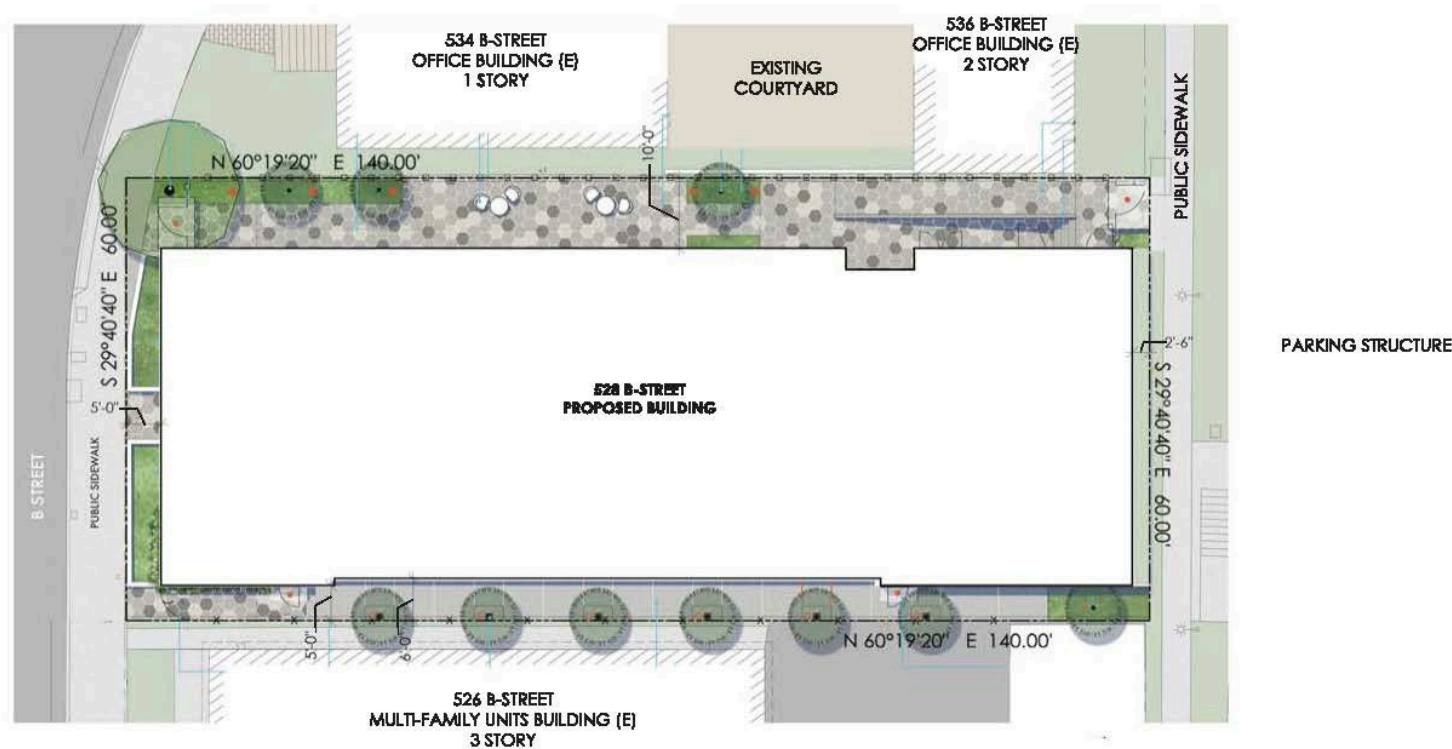 534 B-STREET
OFFICE BUILDING (E)
1 STORY
536 B-STREET
OFFICE BUILDING (E)
2 STORY
EXISTING
COURTYARD
PUBLIC SIDEWALK
N 60°19'20" E 140.00'
10'-0"
S 29°40'40" E 60.00'
2'-6"
PARKING STRUCTURE
528 B-STREET
PROPOSED BUILDING
5'-0"
S 29°40'40" E 60.00'
B-STREET
PUBLIC SIDEWALK
5'-0"
6'-0"
N 60°19'20" E 140.00'
526 B-STREET
MULTI-FAMILY UNITS BUILDING (E)
3 STORY